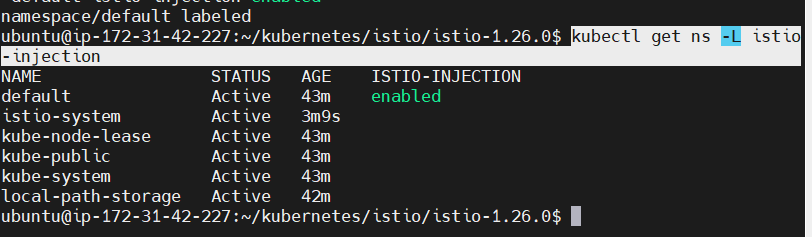 namespace/default labeled
ubuntu@ip-172-31-42-227:~/kubernetes/istio/istio-1.26.0$ kubectl get ns -L istio
-injection
NAME STATUS AGE ISTIO-INJECTION
default Active 43m enabled
istio-system Active 3m9s
kube-node-lease Active 43m
kube-public Active 43m
kube-system Active 43m
local-path-storage Active 42m
ubuntu@ip-172-31-42-227:~/kubernetes/istio/istio-1.26.0$